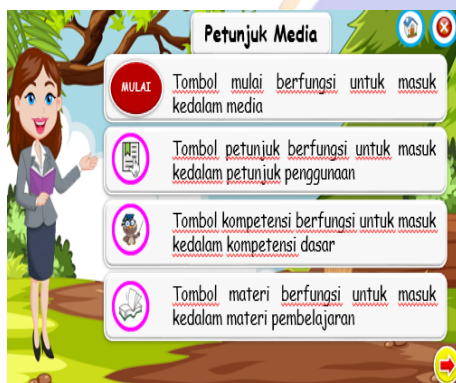 Petunjuk Media
MULAI
Tombol mulai berfungsi untuk masuk
kedalam media
Tombol petunjuk berfungsi untuk masuk
kedalam petunjuk penggunaan
Tombol kompetensi berfungsi untuk masuk
kedalam kompetensi dasar
Tombol materi berfungsi untuk masuk
kedalam materi pembelajaran